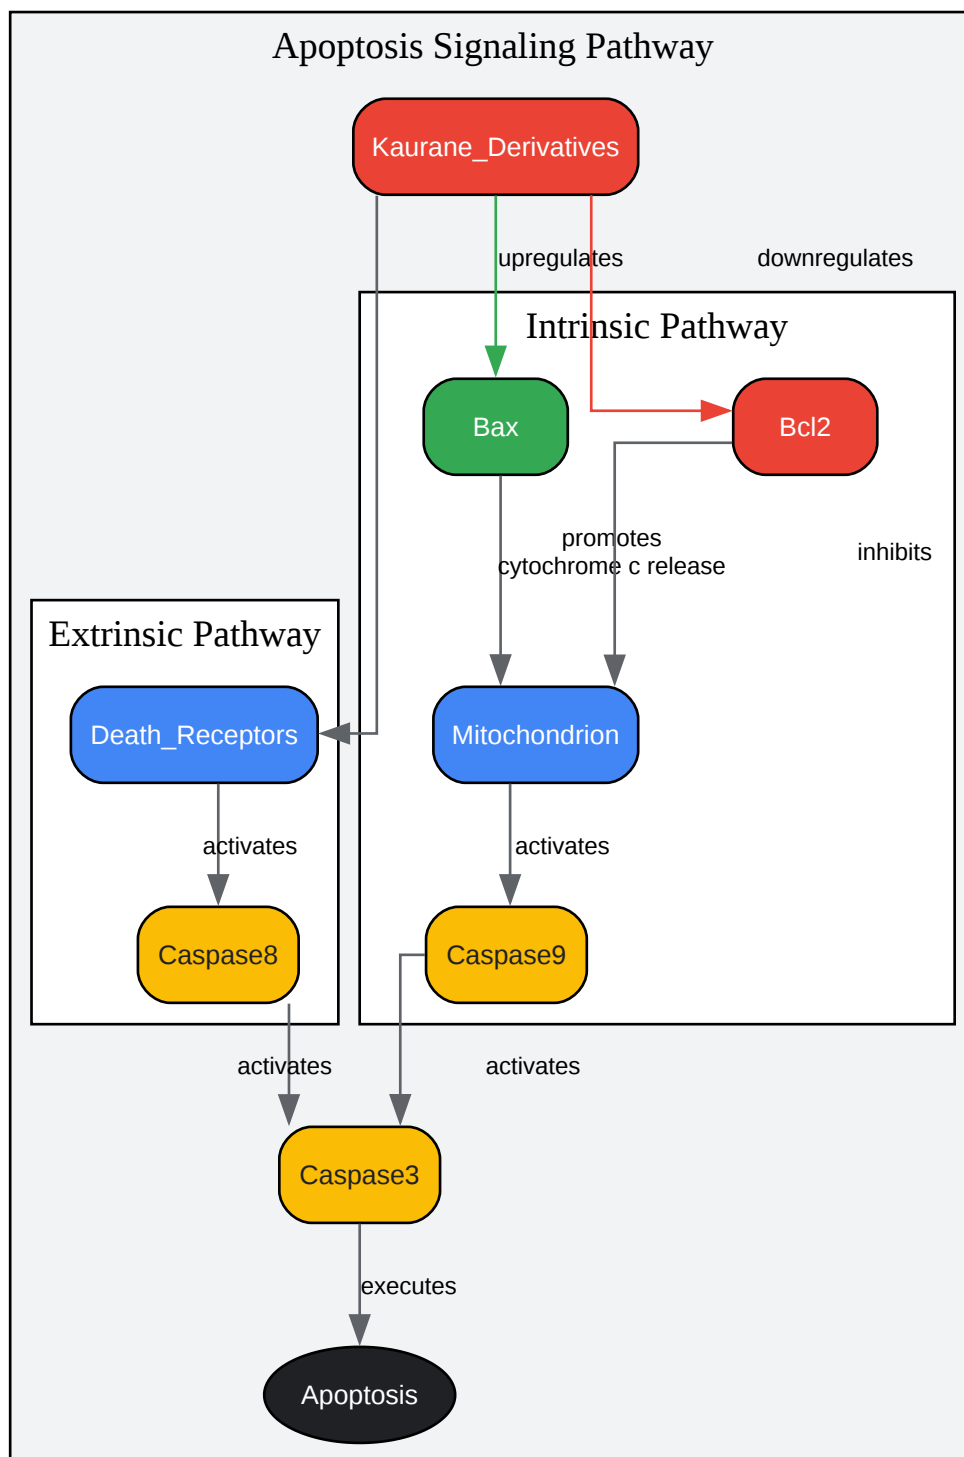 Apoptosis Signaling Pathway
Kaurane_Derivatives
upregulates
downregulates
Intrinsic Pathway
Bax
Bcl2
promotes
cytochrome c release
inhibits
Extrinsic Pathway
Death_Receptors
Mitochondrion
activates
activates
Caspase8
Caspase9
activates
activates
Caspase3
executes
Apoptosis